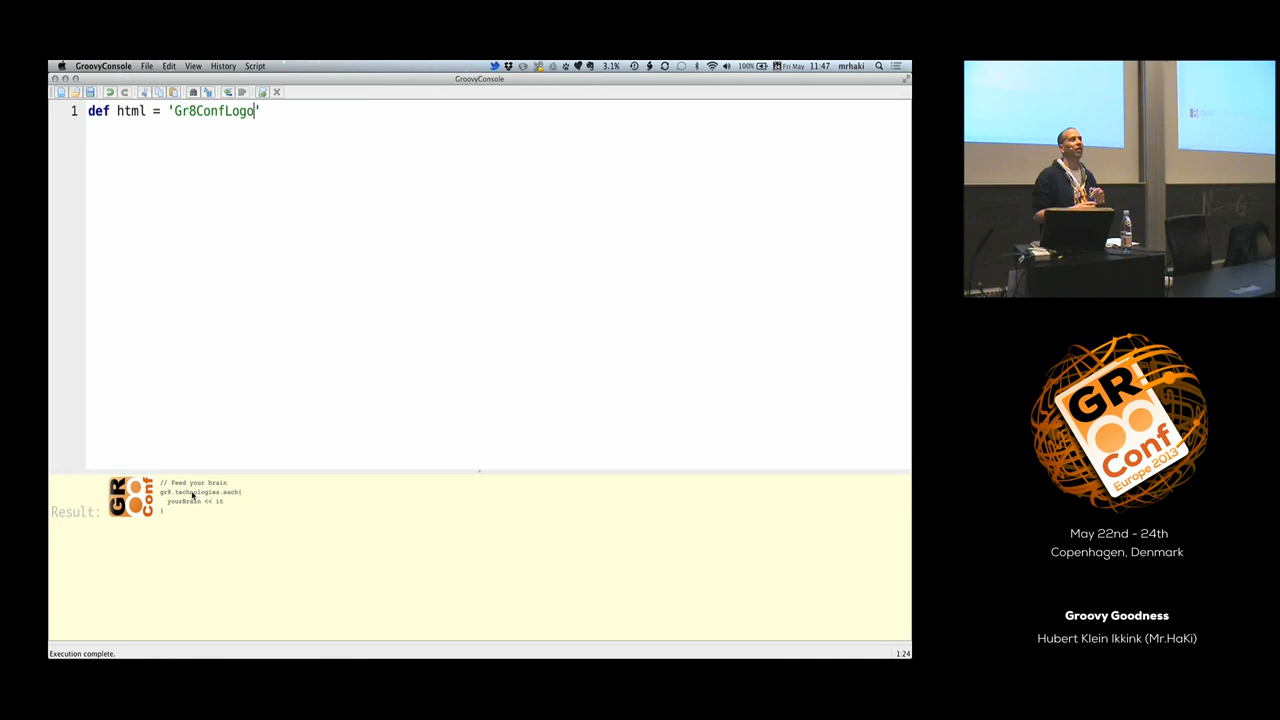 GroovyConsole File Edit View History Script 3.1% 100% Fri May 11:47 mrhaki
GroovyConsole
1 def html = 'Gr8ConfLogo'
Result:
GR8 Conf
// Feed your brain
gr8.technologies.each{
yourBrain << it
}
Execution complete.
1:24
GR8
Conf
Europe 2013
May 22nd - 24th
Copenhagen, Denmark
Groovy Goodness
Hubert Klein Ikkink (Mr.HaKi)